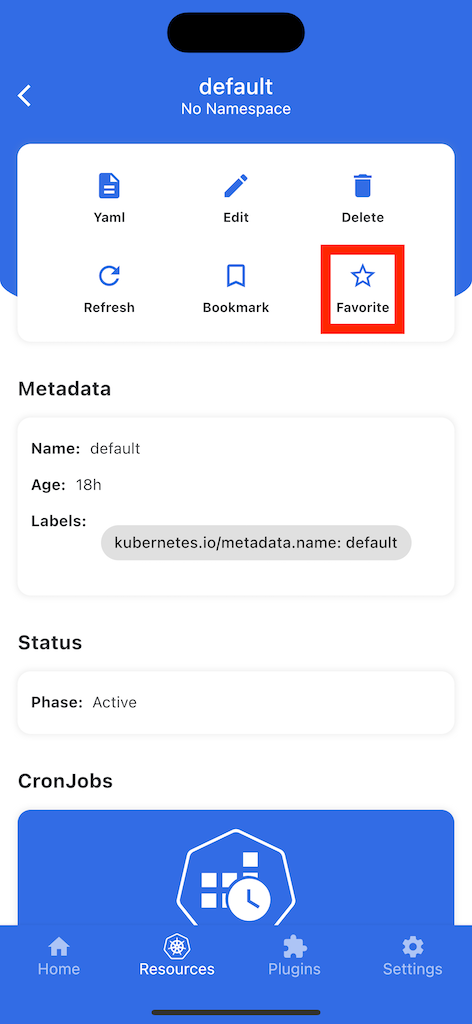 default
No Namespace
Yaml
Edit
Delete
Refresh
Bookmark
Favorite
Metadata
Name: default
Age: 18h
Labels:
kubernetes.io/metadata.name: default
Status
Phase: Active
CronJobs
Home
Resources
Plugins
Settings